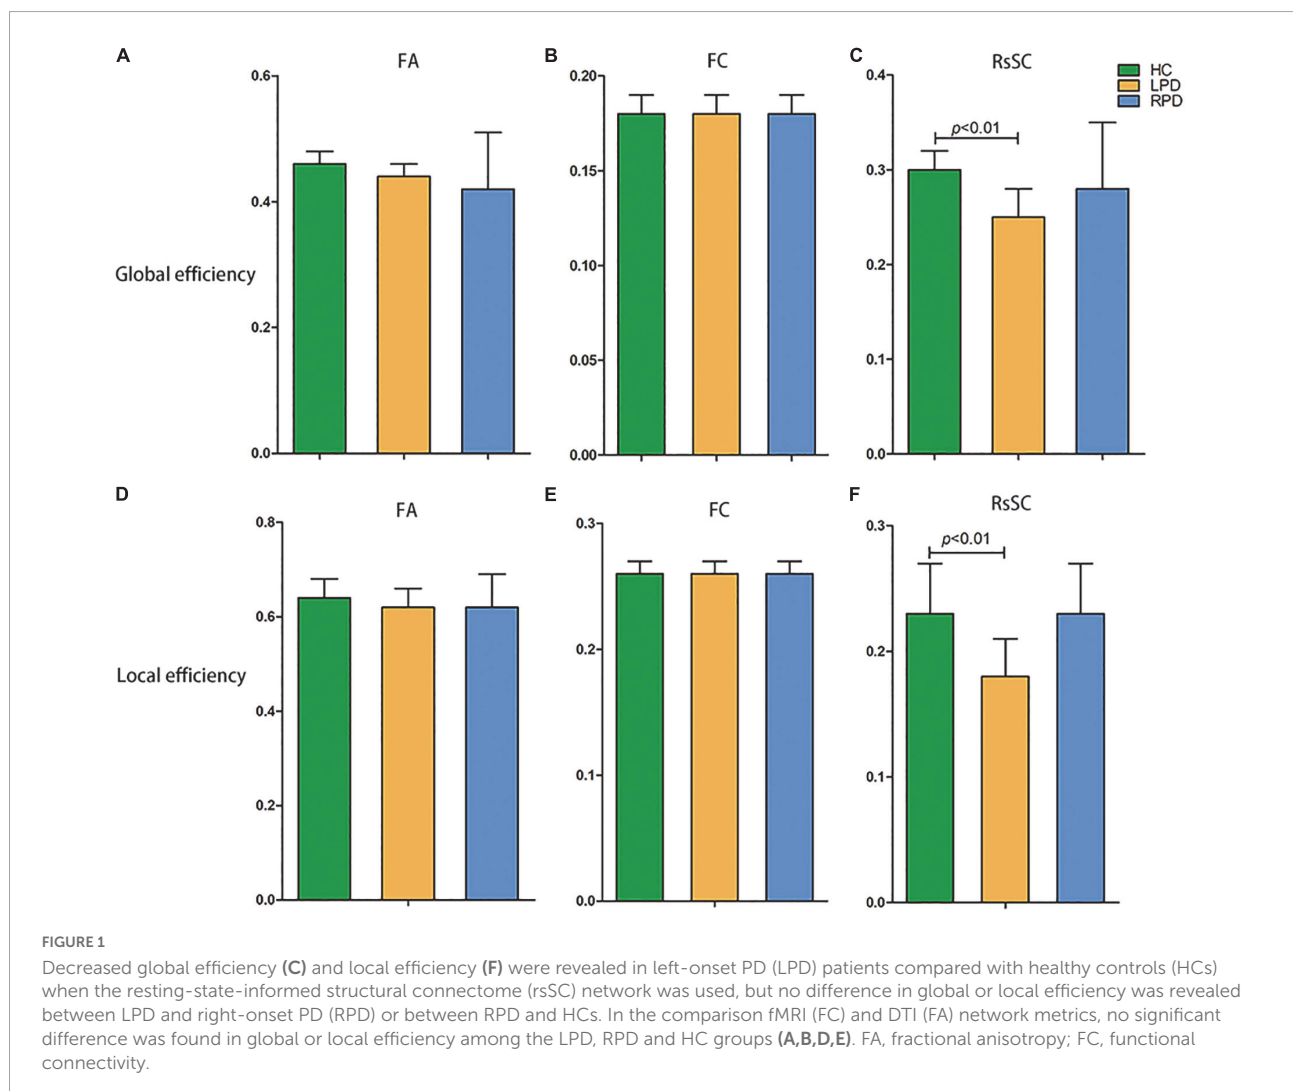 A
FA
0.6
0.4
0.2
0.0
B
FC
0.20
0.15
0.10
0.05
0.00
C
RsSC
0.4
0.3
0.2
0.1
0.0
p<0.01
HC
LPD
RPD
Global efficiency
D
FA
0.8
0.6
0.4
0.2
0.0
E
FC
0.3
0.2
0.1
0.0
F
RsSC
0.3
0.2
0.1
0.0
p<0.01
Local efficiency
FIGURE 1
Decreased global efficiency (C) and local efficiency (F) were revealed in left-onset PD (LPD) patients compared with healthy controls (HCs)
when the resting-state-informed structural connectome (rsSC) network was used, but no difference in global or local efficiency was revealed
between LPD and right-onset PD (RPD) or between RPD and HCs. In the comparison fMRI (FC) and DTI (FA) network metrics, no significant
difference was found in global or local efficiency among the LPD, RPD and HC groups (A,B,D,E). FA, fractional anisotropy; FC, functional
connectivity.